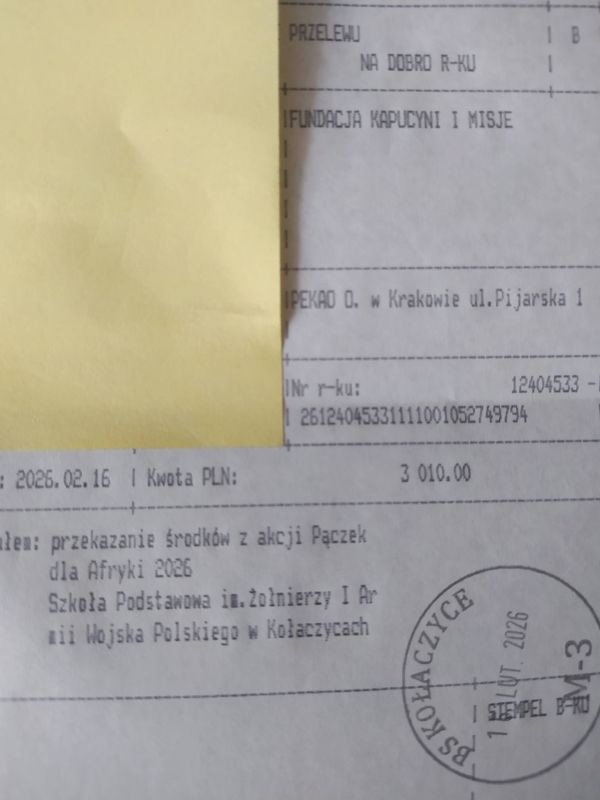 PRZELEWU B
NA DOBRO R-KU
FUNDACJA KAPUCYNI I MISJE
PEKAO O. w Krakowie ul.Pijarska 1
Nr r-ku: 12404533 -
26124045331111001052749794
: 2026.02.16 | Kwota PLN: 3 010.00
ułem: przekazanie środków z akcji Pączek
dla Afryki 2026
Szkoła Podstawowa im.Żołnierzy I Ar
mii Wojska Polskiego w Kołaczycach
BS KOŁACZYCE
LUT. 2026
M-3
STEMPEL B-KU